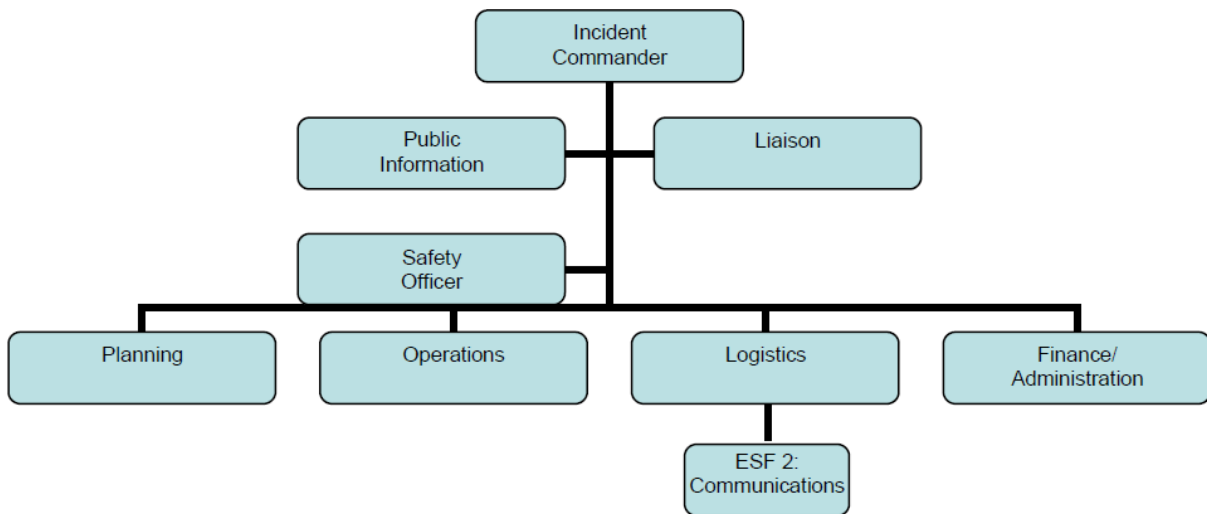 Incident
Commander
Public
Information
Liaison
Safety
Officer
Planning
Operations
Logistics
Finance/
Administration
ESF 2:
Communications